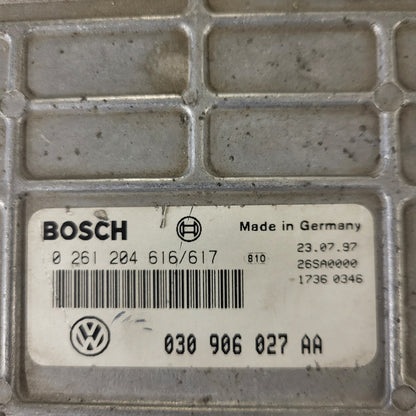 BOSCH Made in Germany
0 261 204 616/617 810 23.07.97
26SA0000
1736 0346
VW 030 906 027 AA